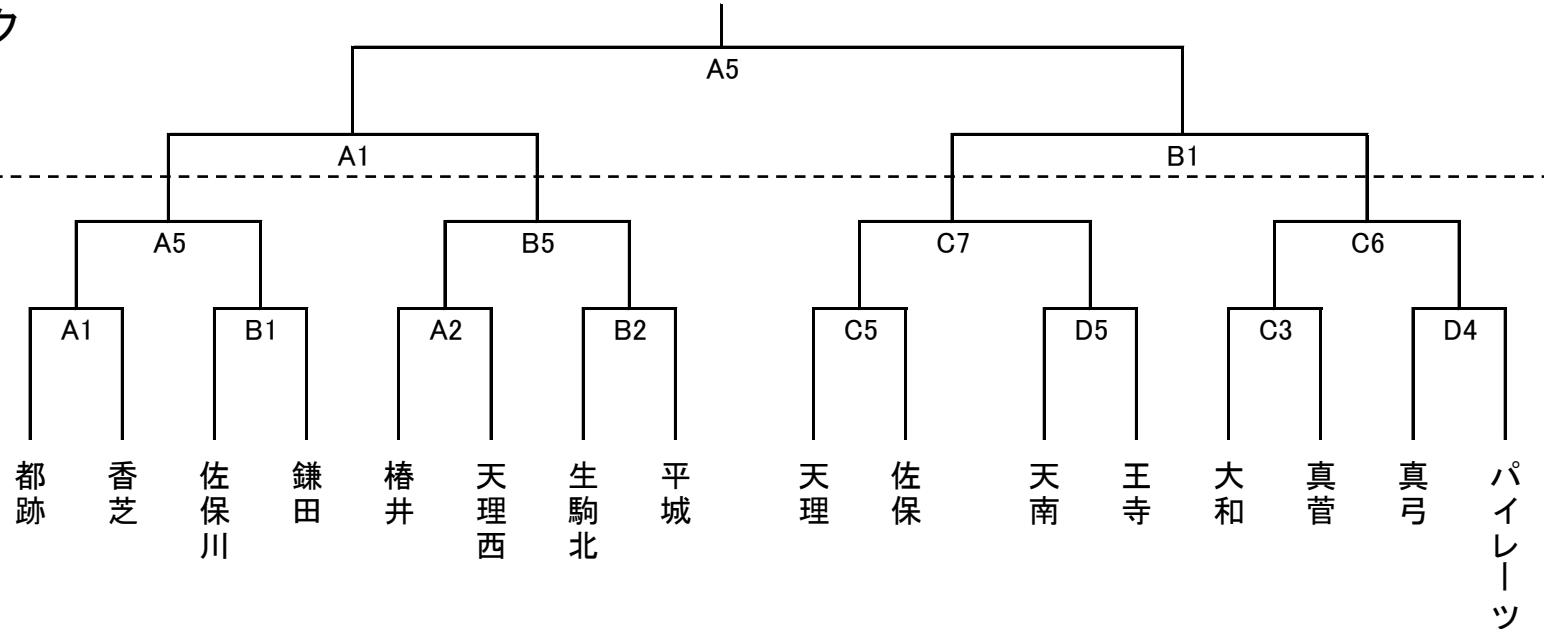 ク
A5
A1 B1
A5 B5 C7 C6
A1 B1 A2 B2 C5 D5 C3 D4
都跡
香芝
佐保川
鎌田
椿井
天理西
生駒北
平城
天理
佐保
天南
王寺
大和
真菅
真弓
パイレーツ